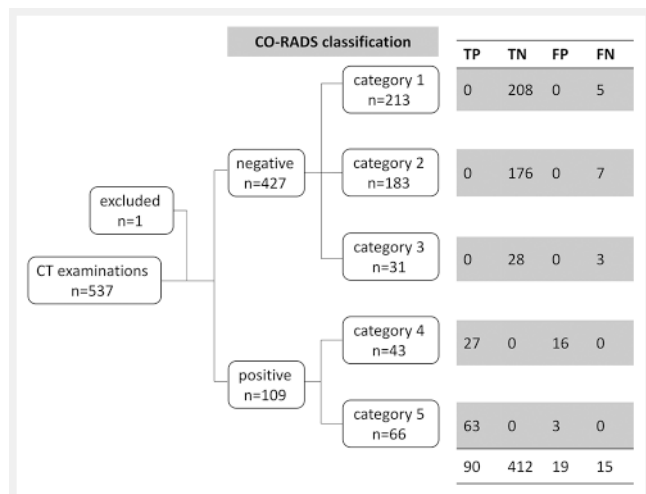 CO-RADS classification
TP TN FP FN
category 1
n=213
0 208 0 5
negative
n=427
category 2
n=183
0 176 0 7
excluded
n=1
category 3
n=31
0 28 0 3
CT examinations
n=537
category 4
n=43
27 0 16 0
positive
n=109
category 5
n=66
63 0 3 0
90 412 19 15